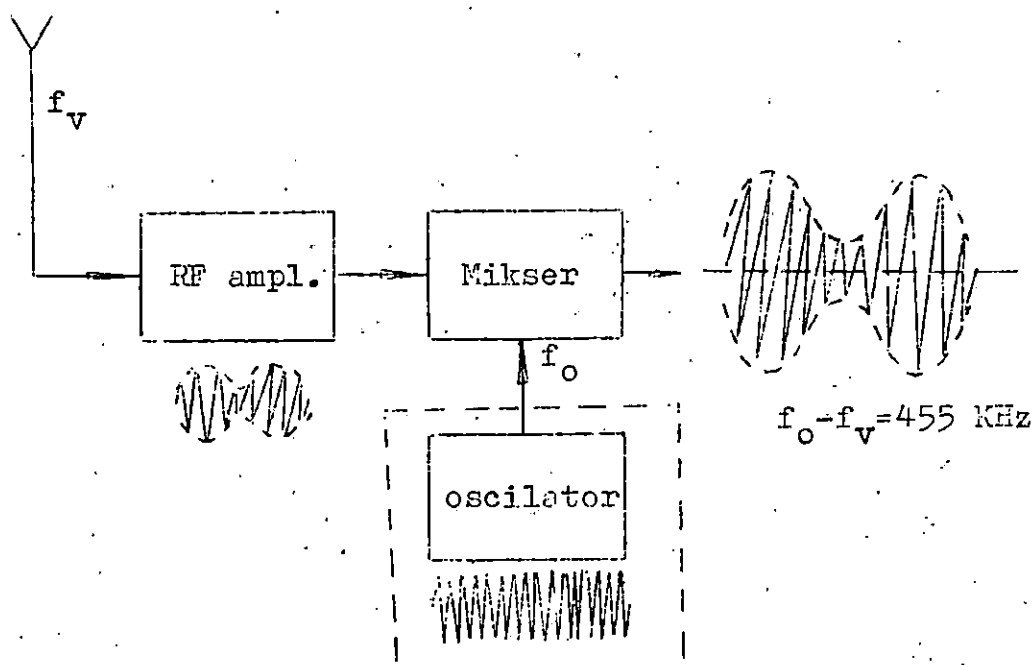 f_v
RF ampl.
Mikser
f_o
f_o-f_v=455 KHz
oscilator